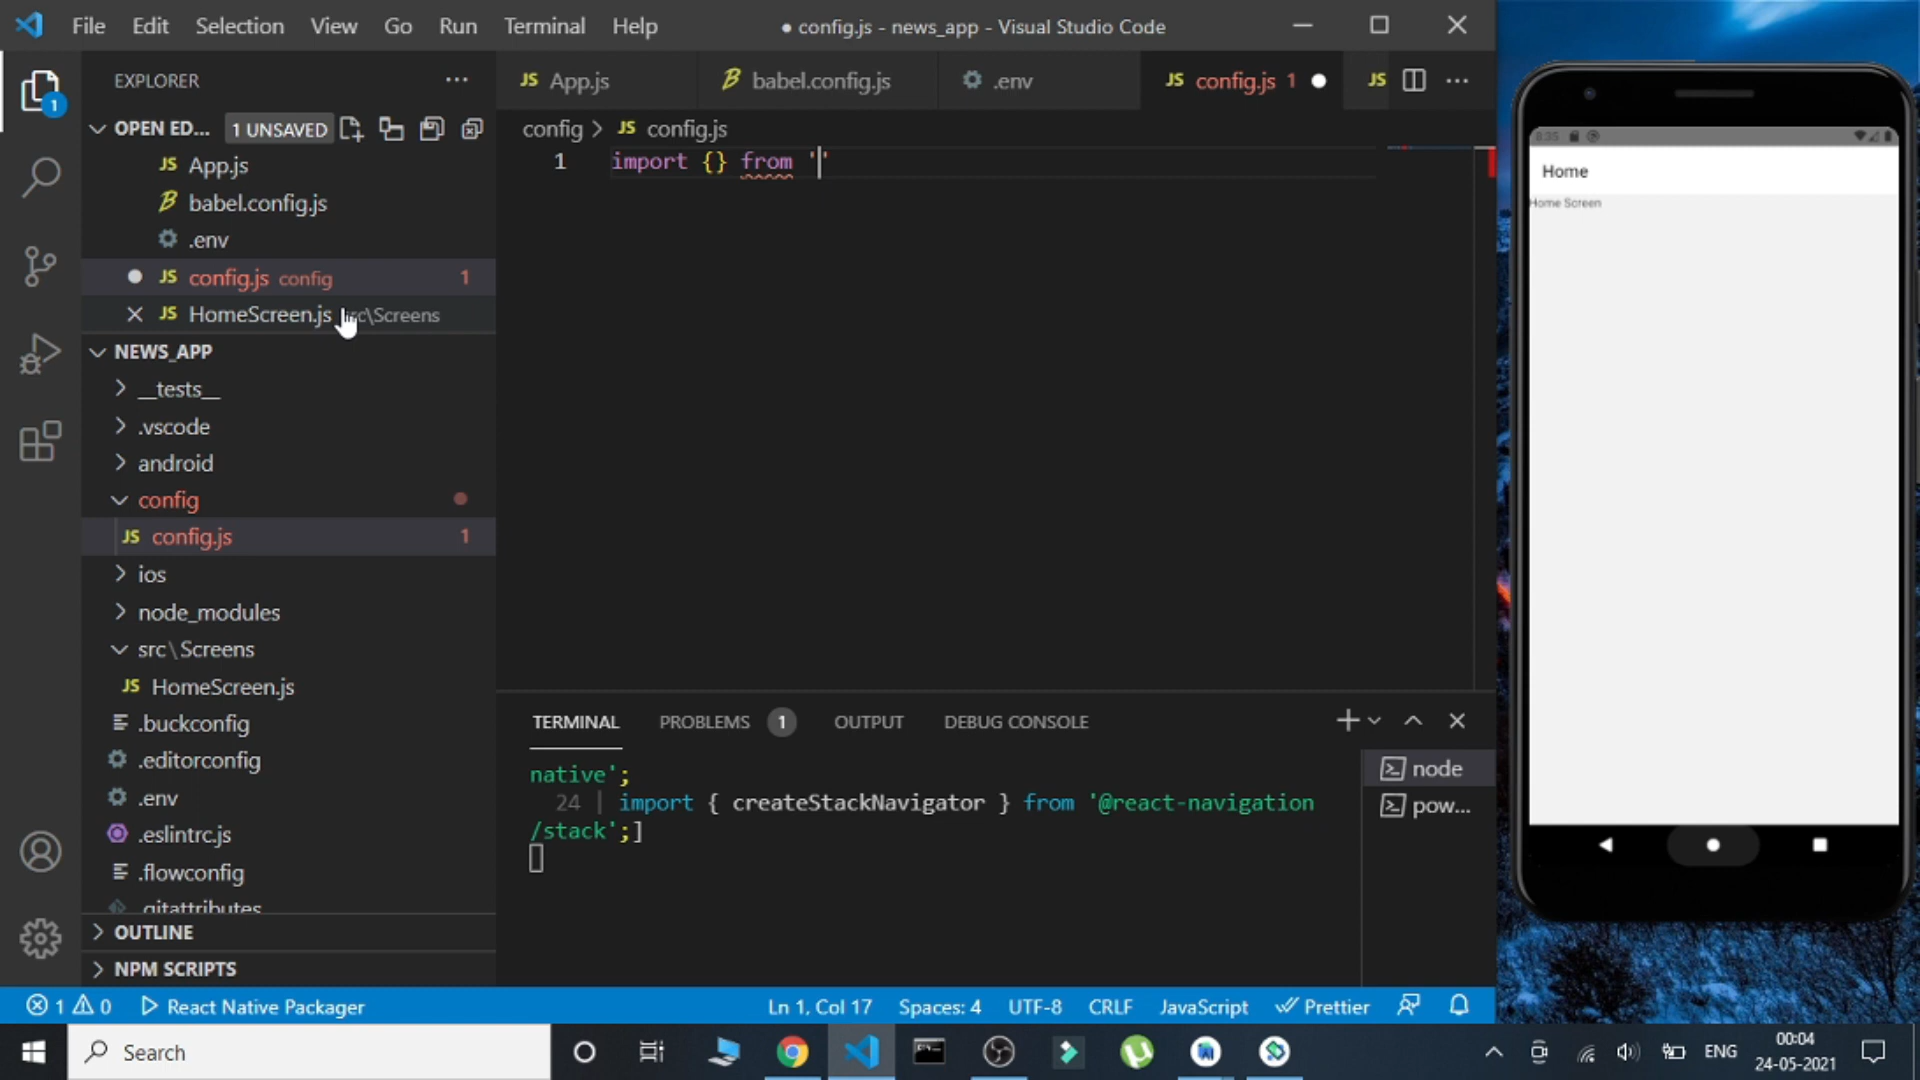 File Edit Selection View Go Run Terminal Help
● config.js - news_app - Visual Studio Code
EXPLORER
OPEN ED... 1 UNSAVED
JS App.js
babel.config.js
.env
JS config.js config 1
JS HomeScreen.js src\Screens
NEWS_APP
__tests__
.vscode
android
config
JS config.js 1
ios
node_modules
src\Screens
JS HomeScreen.js
.buckconfig
.editorconfig
.env
.eslintrc.js
.flowconfig
.gitattributes
OUTLINE
NPM SCRIPTS
JS App.js
babel.config.js
.env
JS config.js 1
JS
config > JS config.js
1 import {} from ''
TERMINAL PROBLEMS 1 OUTPUT DEBUG CONSOLE
native';
24 | import { createStackNavigator } from '@react-navigation
/stack';]
node
pow...
1 0 React Native Packager
Ln 1, Col 17 Spaces: 4 UTF-8 CRLF JavaScript Prettier
Search
ENG
00:04
24-05-2021
8:35
Home
Home Screen